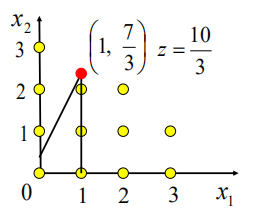 x₂
(1, 7/3) z = 10/3
3
2
1
0 1 2 3 x₁